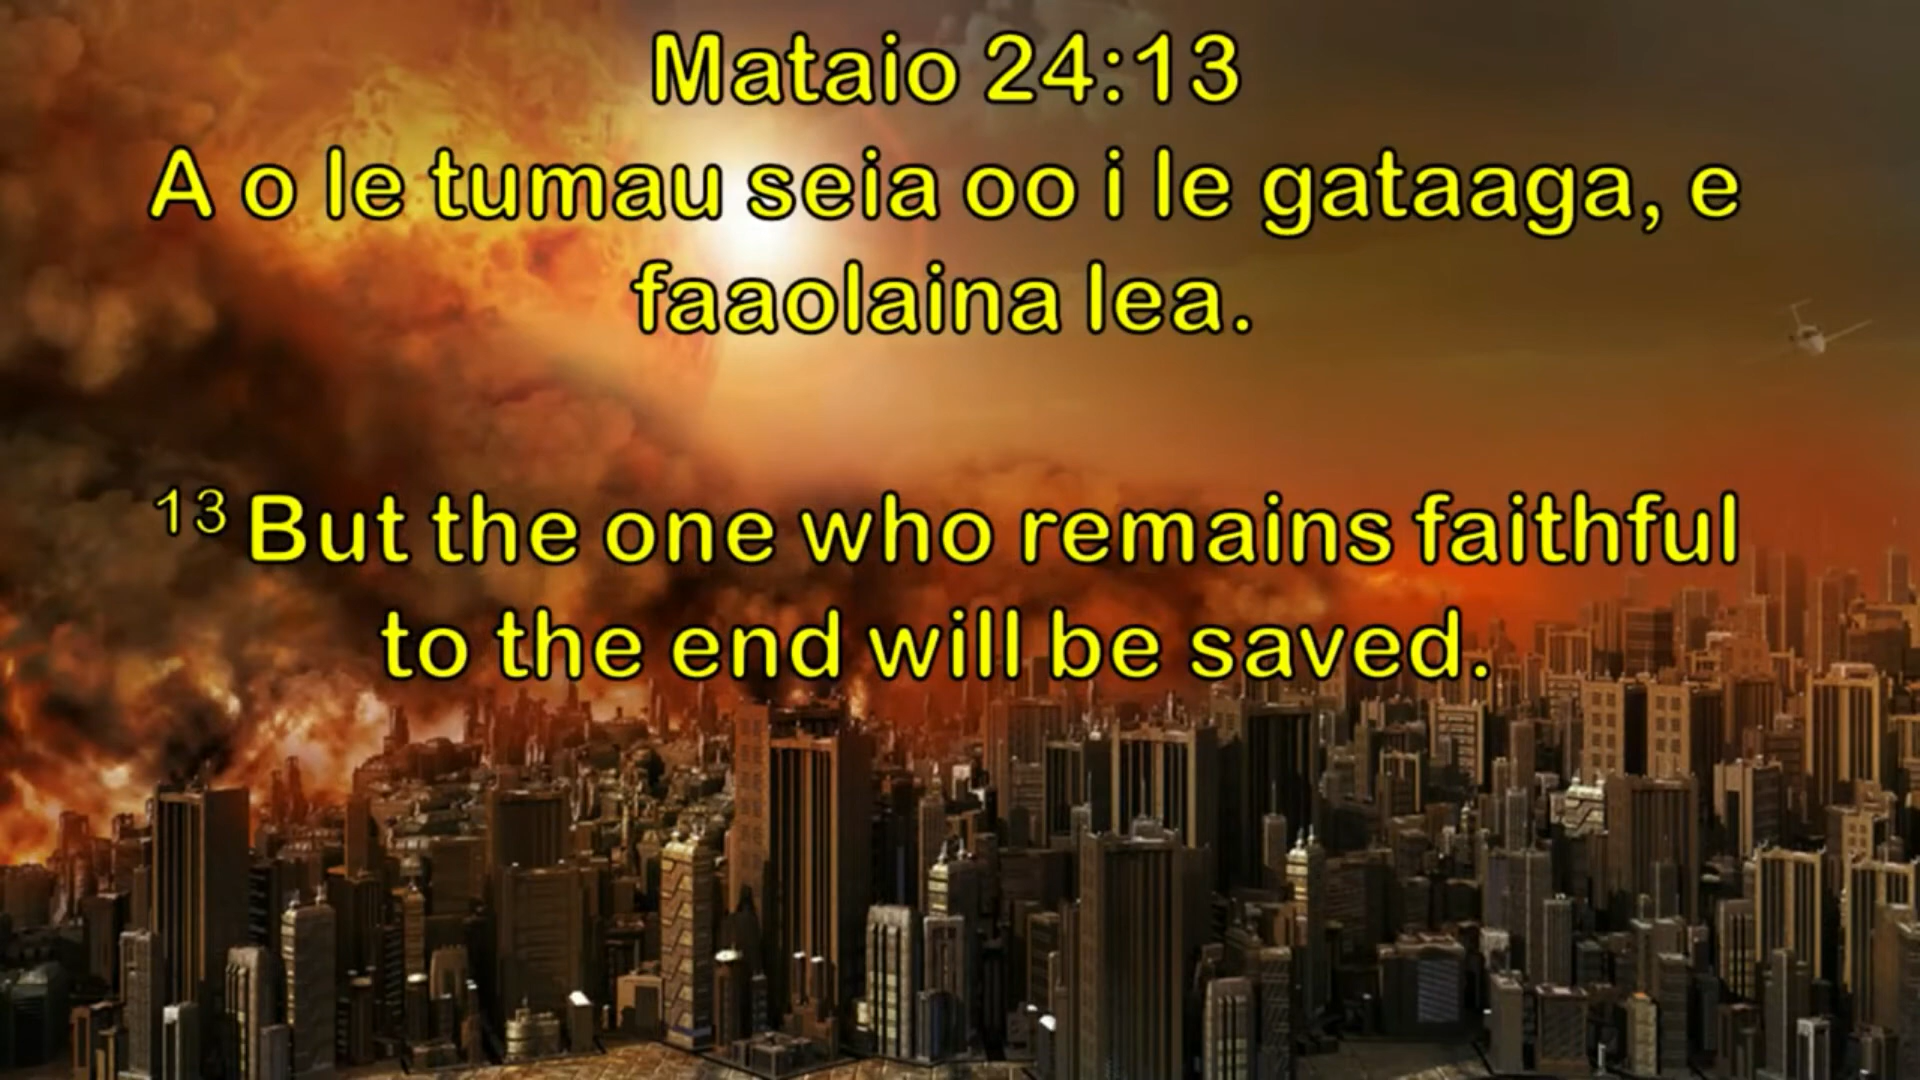 Mataio 24:13
A o le tumau seia oo i le gataaga, e
faaolaina lea.
13 But the one who remains faithful
to the end will be saved.